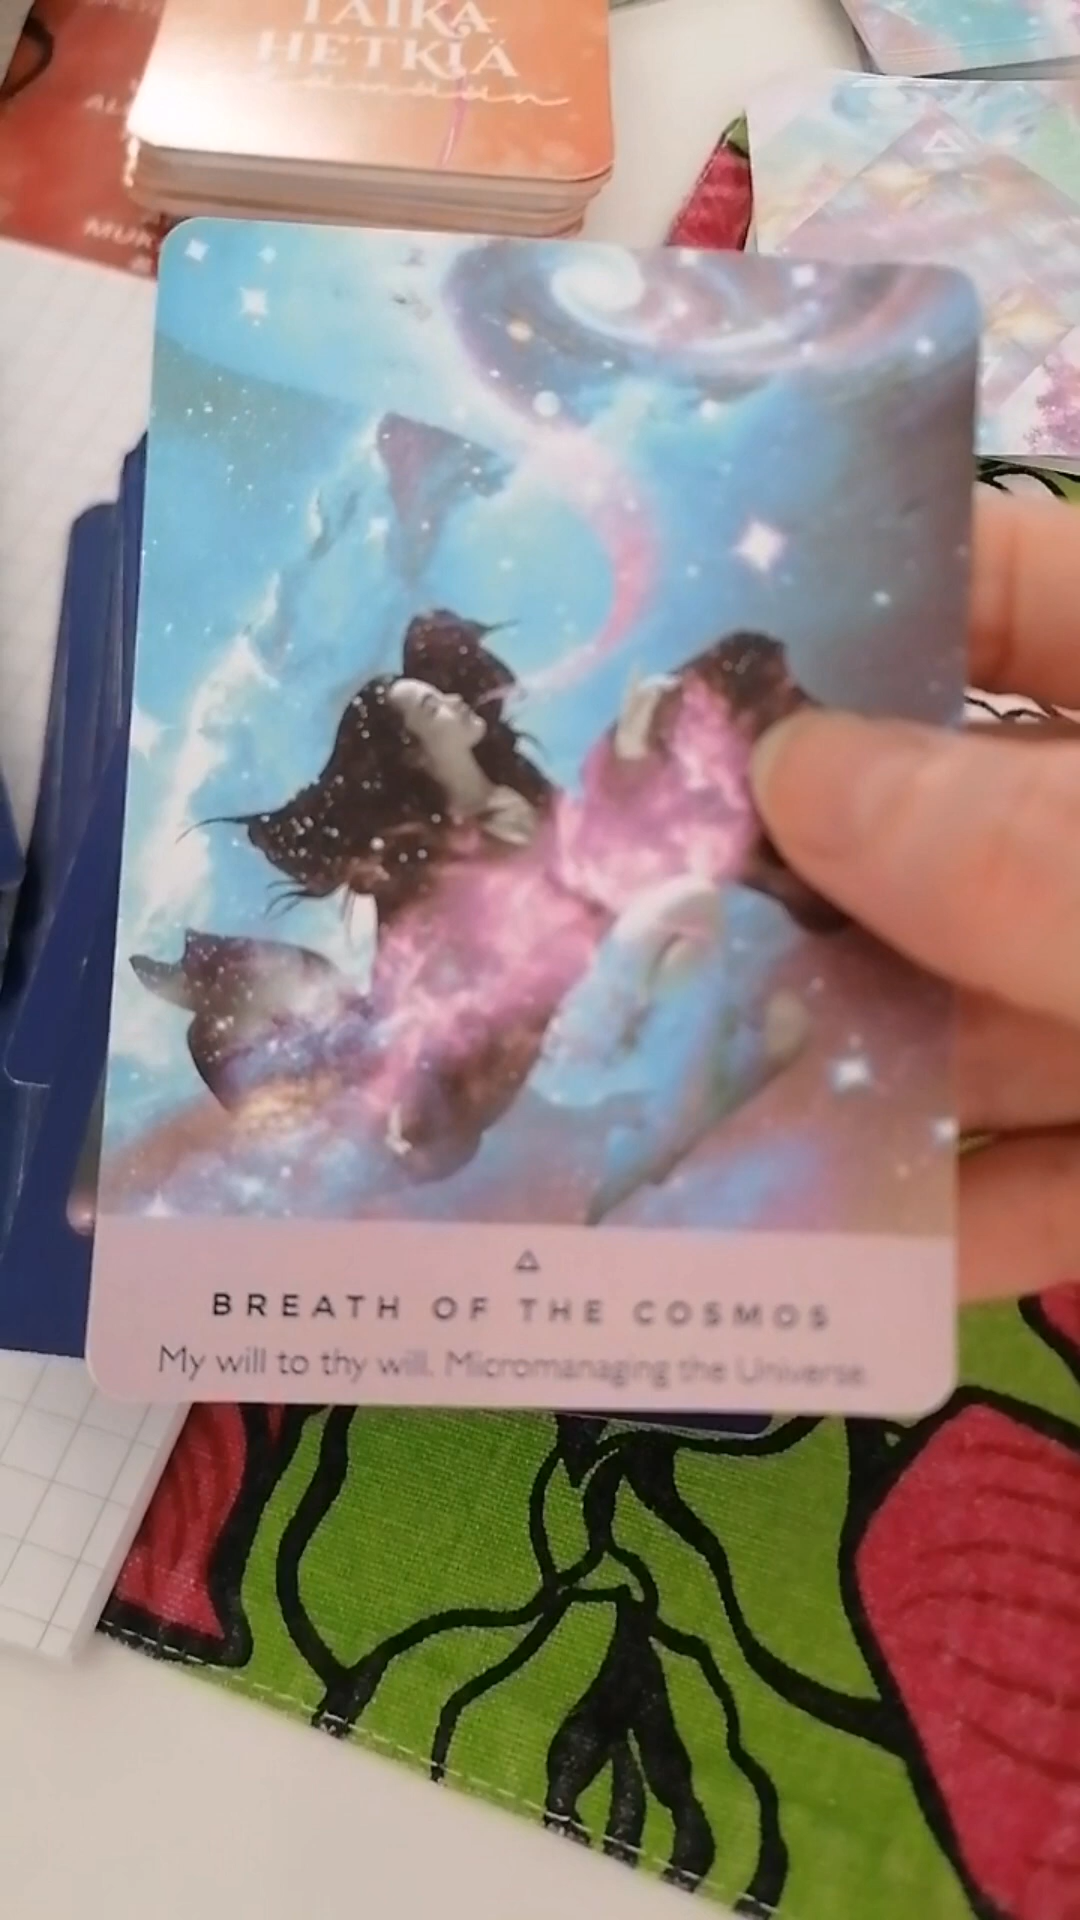 TAIKA
HETKIÄ
BREATH OF THE COSMOS
My will to thy will. Micromanaging the Universe.